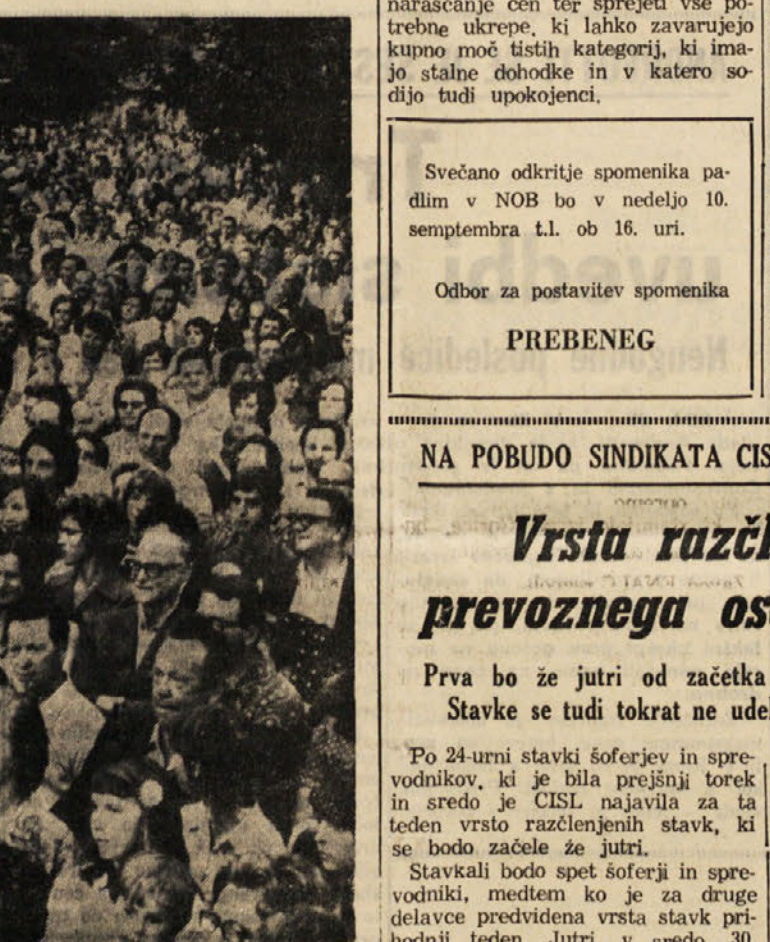 naraščanje cen ter sprejeti vse po-
trebne ukrepe, ki lahko zavarujejo
kupno moč tistih kategorij, ki ima-
jo stalne dohodke in v katero so-
dijo tudi upokojenci.
Svečano odkritje spomenika pa-
dlim v NOB bo v nedeljo 10.
semptembra t.l. ob 16. uri.
Odbor za postavitev spomenika
PREBENEG
NA POBUDO SINDIKATA CIS
Vrsta razčl
prevoznega os
Prva bo že jutri od začetka
Stavke se tudi tokrat ne ude
Po 24-urni stavki šoferjev in spre-
vodnikov, ki je bila prejšnji torek
in sredo je CISL najavila za ta
teden vrsto razčlenjenih stavk, ki
se bodo začele že jutri.
Stavkali bodo spet šoferji in spre-
vodniki, medtem ko je za druge
delavce predvidena vrsta stavk pri-
hodnji teden. Jutri, v sredo, 30.